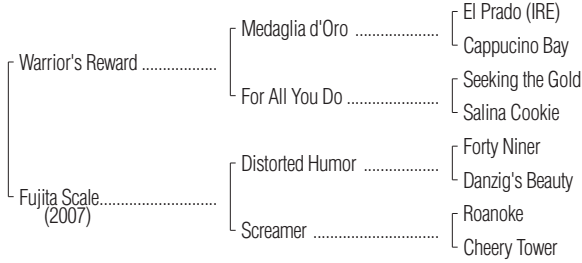 El Prado (IRE)
Medaglia d'Oro ...................
Cappucino Bay
Warrior's Reward ..................
Seeking the Gold
For All You Do .....................
Salina Cookie
Forty Niner
Distorted Humor .................
Danzig's Beauty
Fujita Scale............................
(2007)
Roanoke
Screamer ............................
Cheery Tower